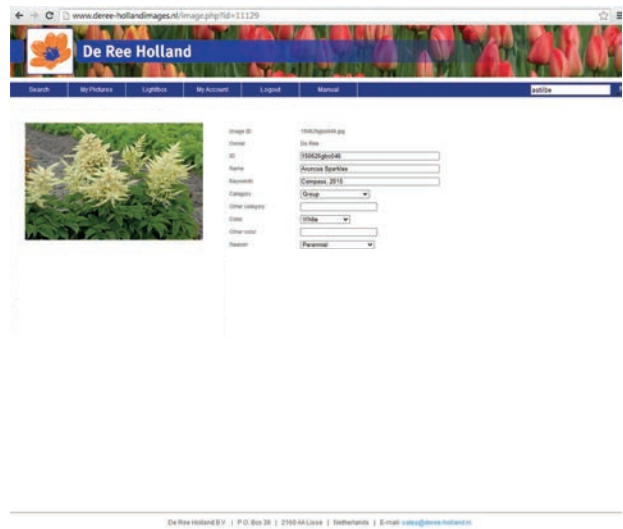 www.deree-hollandimages.nl/image.php?id=11129
De Ree Holland
Search My Pictures Lightbox My Account Logout Manual astilbe
Image ID:
Owner: De Ree
ID: 150626gbo046
Name: Aruncus Sparkles
Keywords: Compass, 2015
Category: Group
Other category:
Color: White
Other color:
Season: Perennial
De Ree Holland B.V. | P.O. Box 38 | 2160 AA Lisse | Netherlands | E-mail: sales@deree-holland.nl